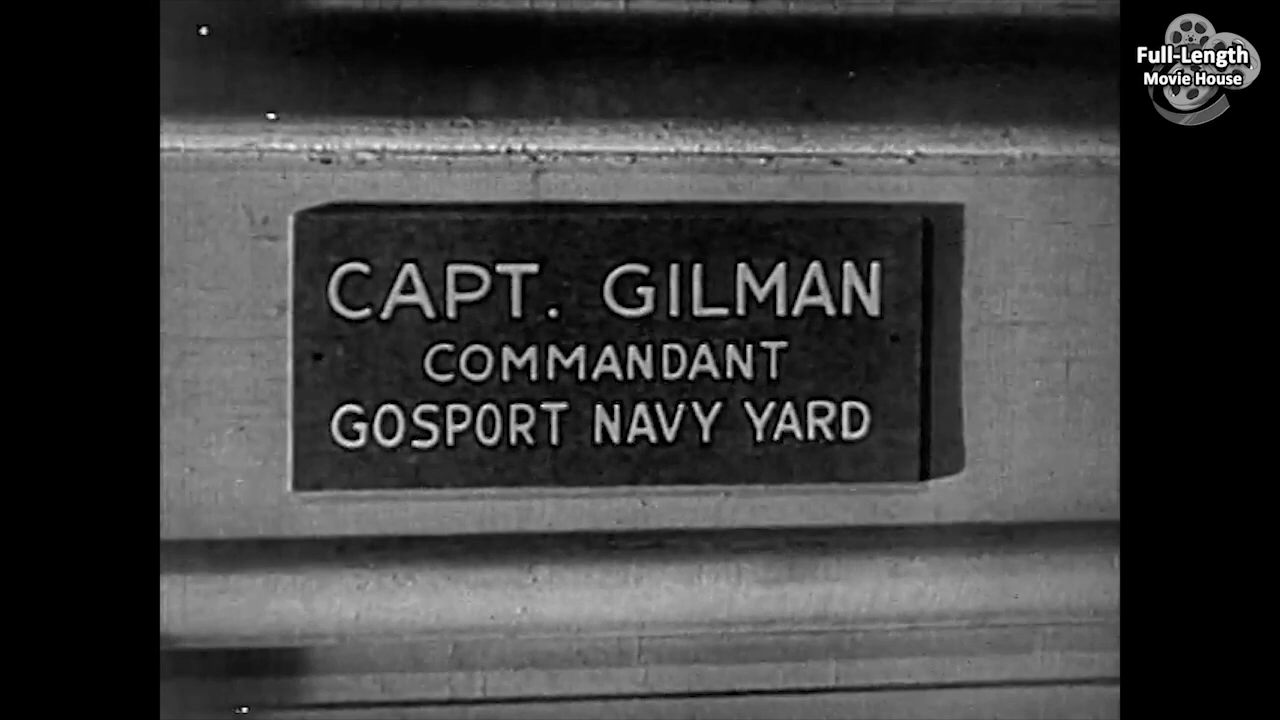 Full-Length
Movie House
CAPT. GILMAN
COMMANDANT
GOSPORT NAVY YARD